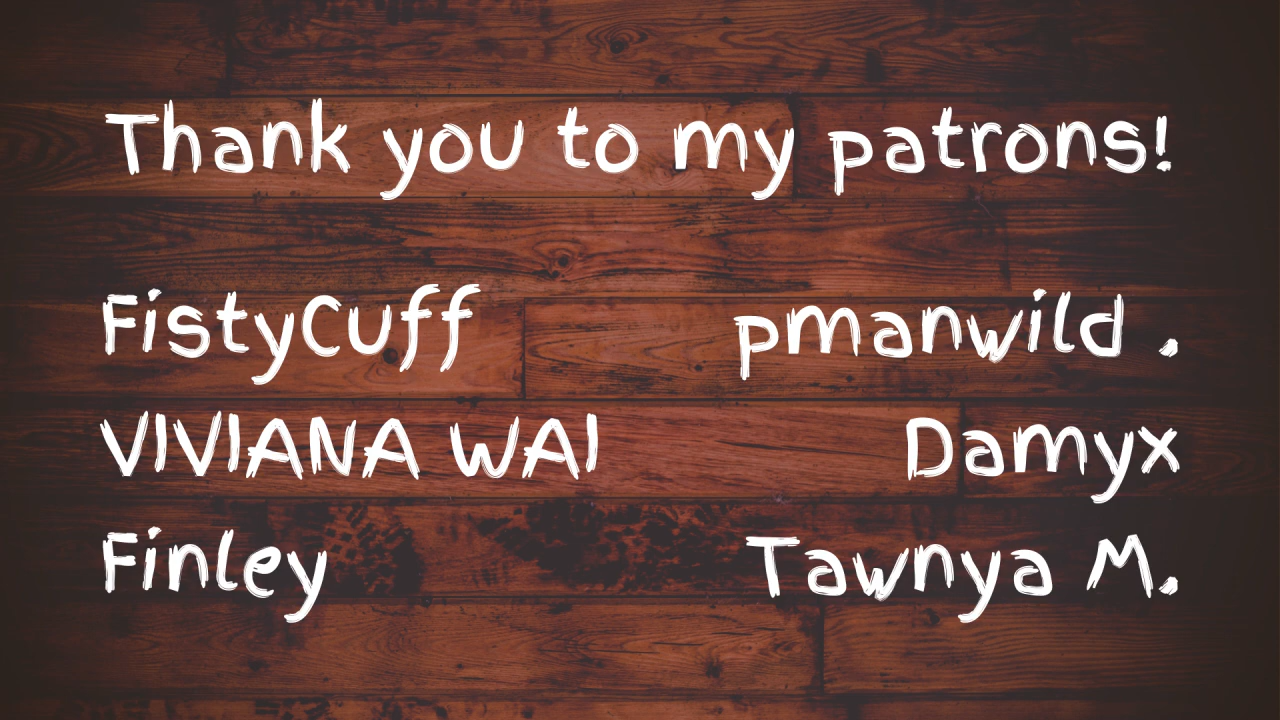 Thank you to my patrons!
FistyCuff
pmanwild .
VIVIANA WAI
Damyx
Finley
Tawnya M.